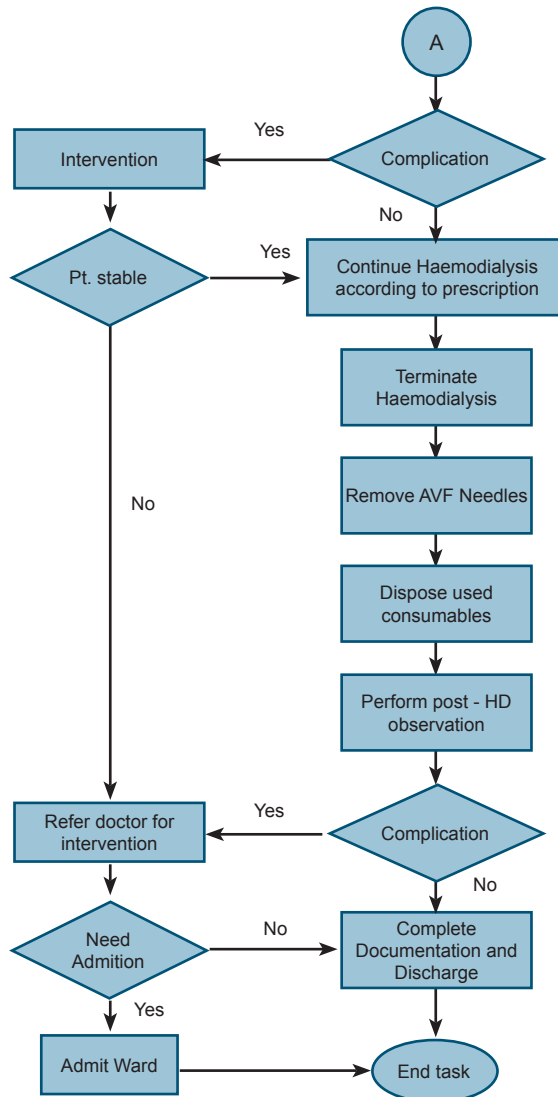 A
Yes
Intervention
Complication
No
Pt. stable
Yes
Continue Haemodialysis
according to prescription
Terminate
Haemodialysis
No
Remove AVF Needles
Dispose used
consumables
Perform post - HD
observation
Refer doctor for
intervention
Yes
Complication
No
Need
Admition
No
Complete
Documentation and
Discharge
Yes
Admit Ward
End task